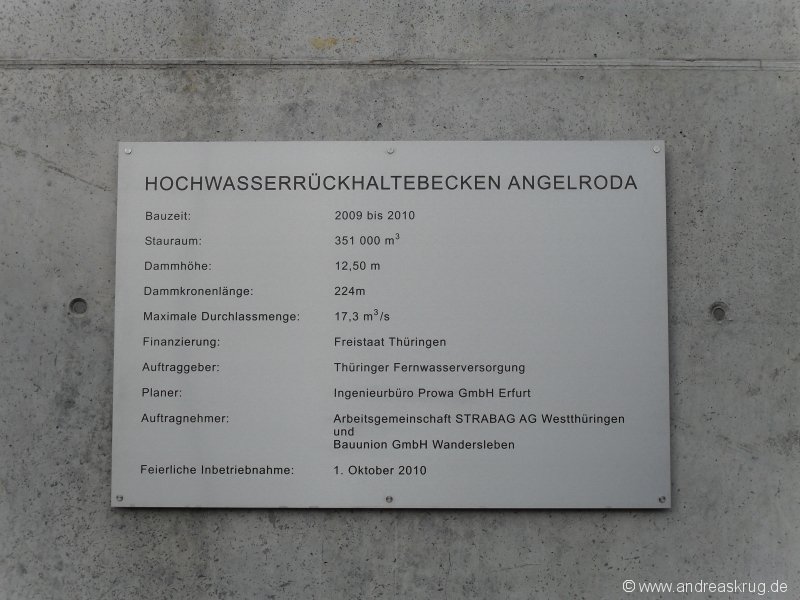 HOCHWASSERRÜCKHALTEBECKEN ANGELRODA
Bauzeit: 2009 bis 2010
Stauraum: 351 000 m³
Dammhöhe: 12,50 m
Dammkronenlänge: 224m
Maximale Durchlassmenge: 17,3 m³/s
Finanzierung: Freistaat Thüringen
Auftraggeber: Thüringer Fernwasserversorgung
Planer: Ingenieurbüro Prowa GmbH Erfurt
Auftragnehmer: Arbeitsgemeinschaft STRABAG AG Westthüringen
und
Bauunion GmbH Wandersleben
Feierliche Inbetriebnahme: 1. Oktober 2010
© www.andreaskrug.de